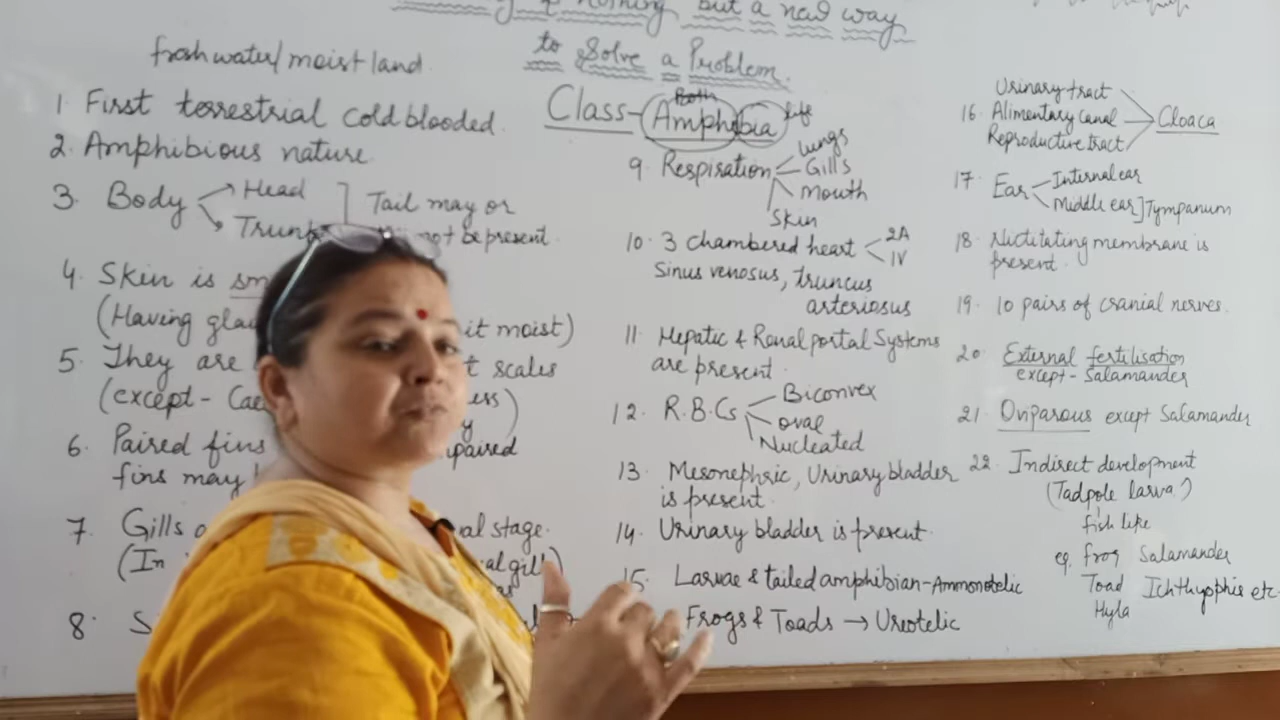 nothing but a new way
to Solve a Problem.
freshwater/moist land
Class - Amphibia
Both
life
1. First terrestrial coldblooded.
2. Amphibious nature.
3. Body
Head
Trunk
Tail may or
not be present.
4. Skin is
(Having it moist)
5. They are scales
(except -
6. Paired fins
fins may
7. Gills stage.
(In
8.
9. Respiration
Lungs
Gills
Mouth
Skin
10. 3 chambered heart
2A
1V
Sinus venosus, truncus
arteriosus
11. Hepatic & Renal portal Systems
are present.
12. R.B.Cs
Biconvex
oval
Nucleated
13. Mesonephric, Urinary bladder
is present.
14. Urinary bladder is present.
15. Larvae & tailed amphibian-Ammonotelic
Frogs & Toads → Ureotelic
16.
Urinary tract
Alimentary canal
Reproductive tract
Cloaca
17. Ear
Internal ear
Middle ear] Tympanum
18. Nictitating membrane is
present.
19. 10 pairs of cranial nerves.
20. External fertilisation
except - Salamander
21. Oviparous except Salamander
22. Indirect development
(Tadpole larva)
fish like
eg. frog Salamander
Toad Ichthyophis etc.
Hyla